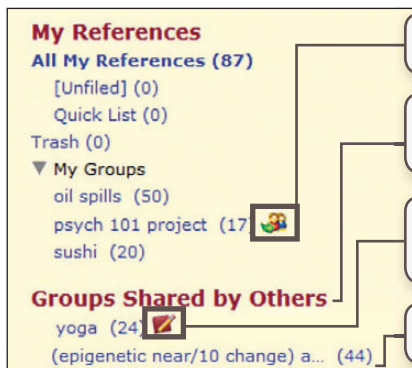 My References
All My References (87)
[Unfiled] (0)
Quick List (0)
Trash (0)
My Groups
oil spills (50)
psych 101 project (17)
sushi (20)
Groups Shared by Others
yoga (24)
(epigenetic near/10 change) a... (44)